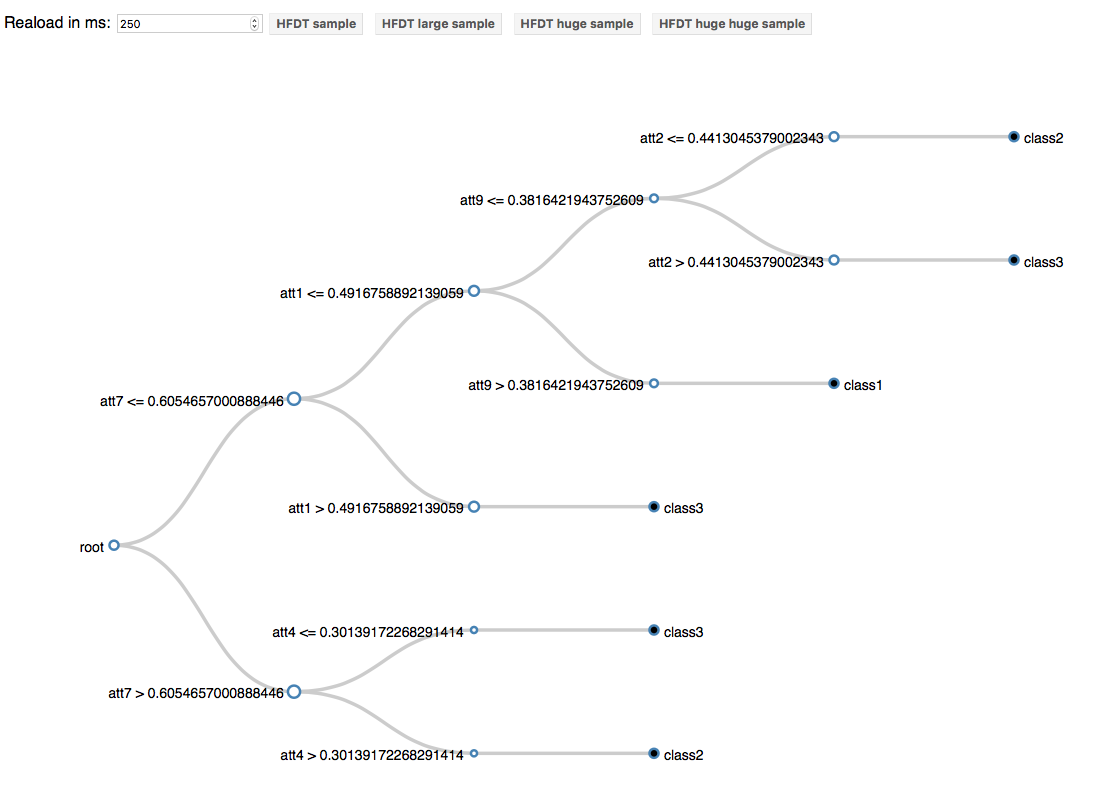 Reaload in ms: 250 HFDT sample HFDT large sample HFDT huge sample HFDT huge huge sample
att2 <= 0.4413045379002343 class2
att9 <= 0.3816421943752609
att2 > 0.4413045379002343 class3
att1 <= 0.4916758892139059
att9 > 0.3816421943752609 class1
att7 <= 0.6054657000888446
att1 > 0.4916758892139059 class3
root
att4 <= 0.30139172268291414 class3
att7 > 0.6054657000888446
att4 > 0.30139172268291414 class2